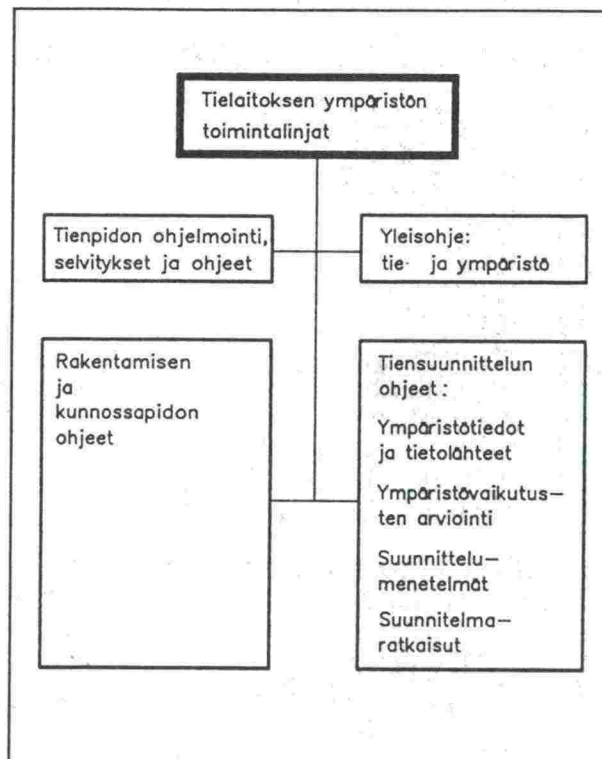 Tielaitoksen ympäristön
toimintalinjat
Tienpidon ohjelmointi,
selvitykset ja ohjeet
Yleisohje:
tie- ja ympäristö
Rakentamisen
ja
kunnossapidon
ohjeet
Tiensuunnittelun
ohjeet:
Ympäristötiedot
ja tietolähteet
Ympäristövaikutus-
ten arviointi
Suunnittelu-
menetelmät
Suunnitelma-
ratkaisut